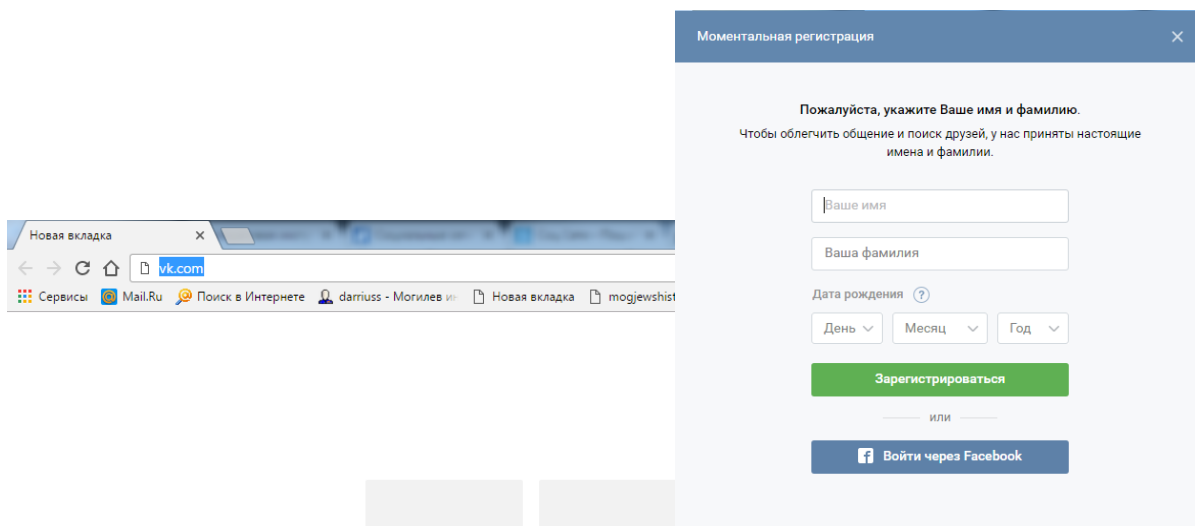 Новая вкладка
vk.com
Сервисы Mail.Ru Поиск в Интернете darriuss - Могилев Новая вкладка mogjewshist
Моментальная регистрация
Пожалуйста, укажите Ваше имя и фамилию.
Чтобы облегчить общение и поиск друзей, у нас приняты настоящие
имена и фамилии.
Ваше имя
Ваша фамилия
Дата рождения ?
День Месяц Год
Зарегистрироваться
или
f Войти через Facebook